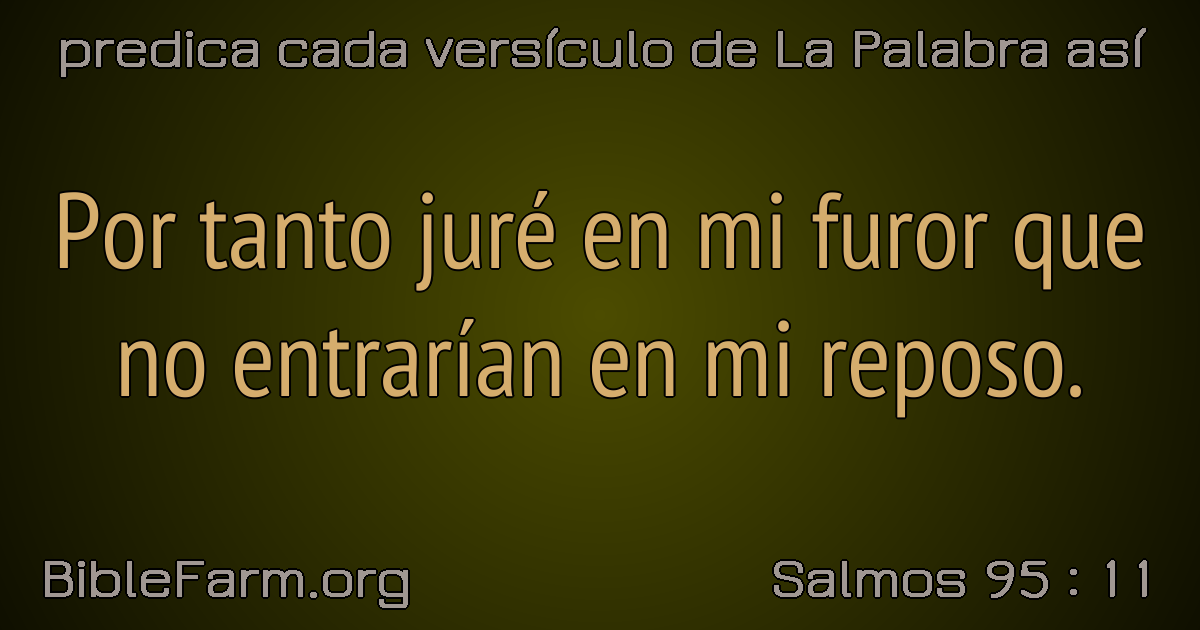 predica cada versículo de La Palabra así
Por tanto juré en mi furor que
no entrarían en mi reposo.
BibleFarm.org
Salmos 95 : 11